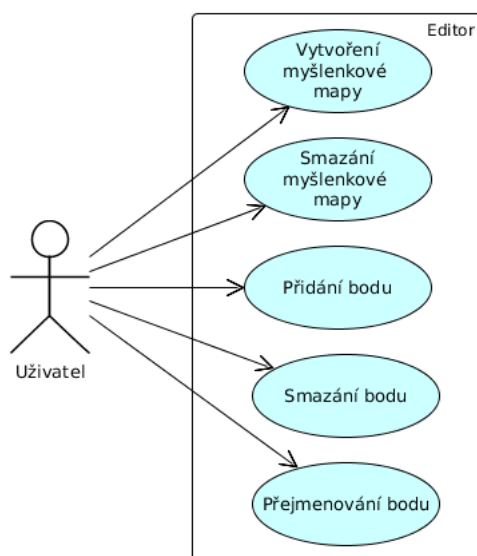 Editor
Vytvoření
myšlenkové
mapy
Smazání
myšlenkové
mapy
Přidání bodu
Uživatel
Smazání bodu
Přejmenování bodu